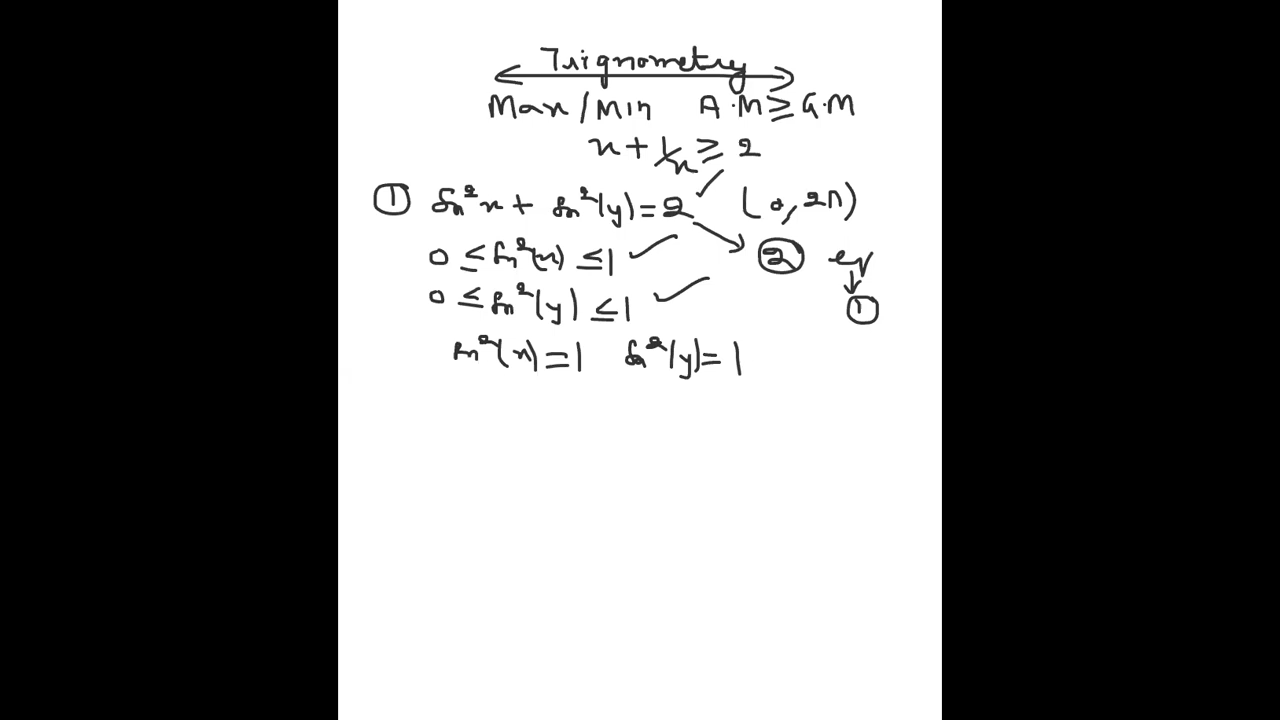 Trignometry
Max/Min A.M ≥ G.M
x + 1/x ≥ 2
① sin²x + sin²(y) = 2 (0, 2π)
0 ≤ sin²(x) ≤ 1 ② eq
0 ≤ sin²(y) ≤ 1 ①
sin²(x) = 1 sin²(y) = 1